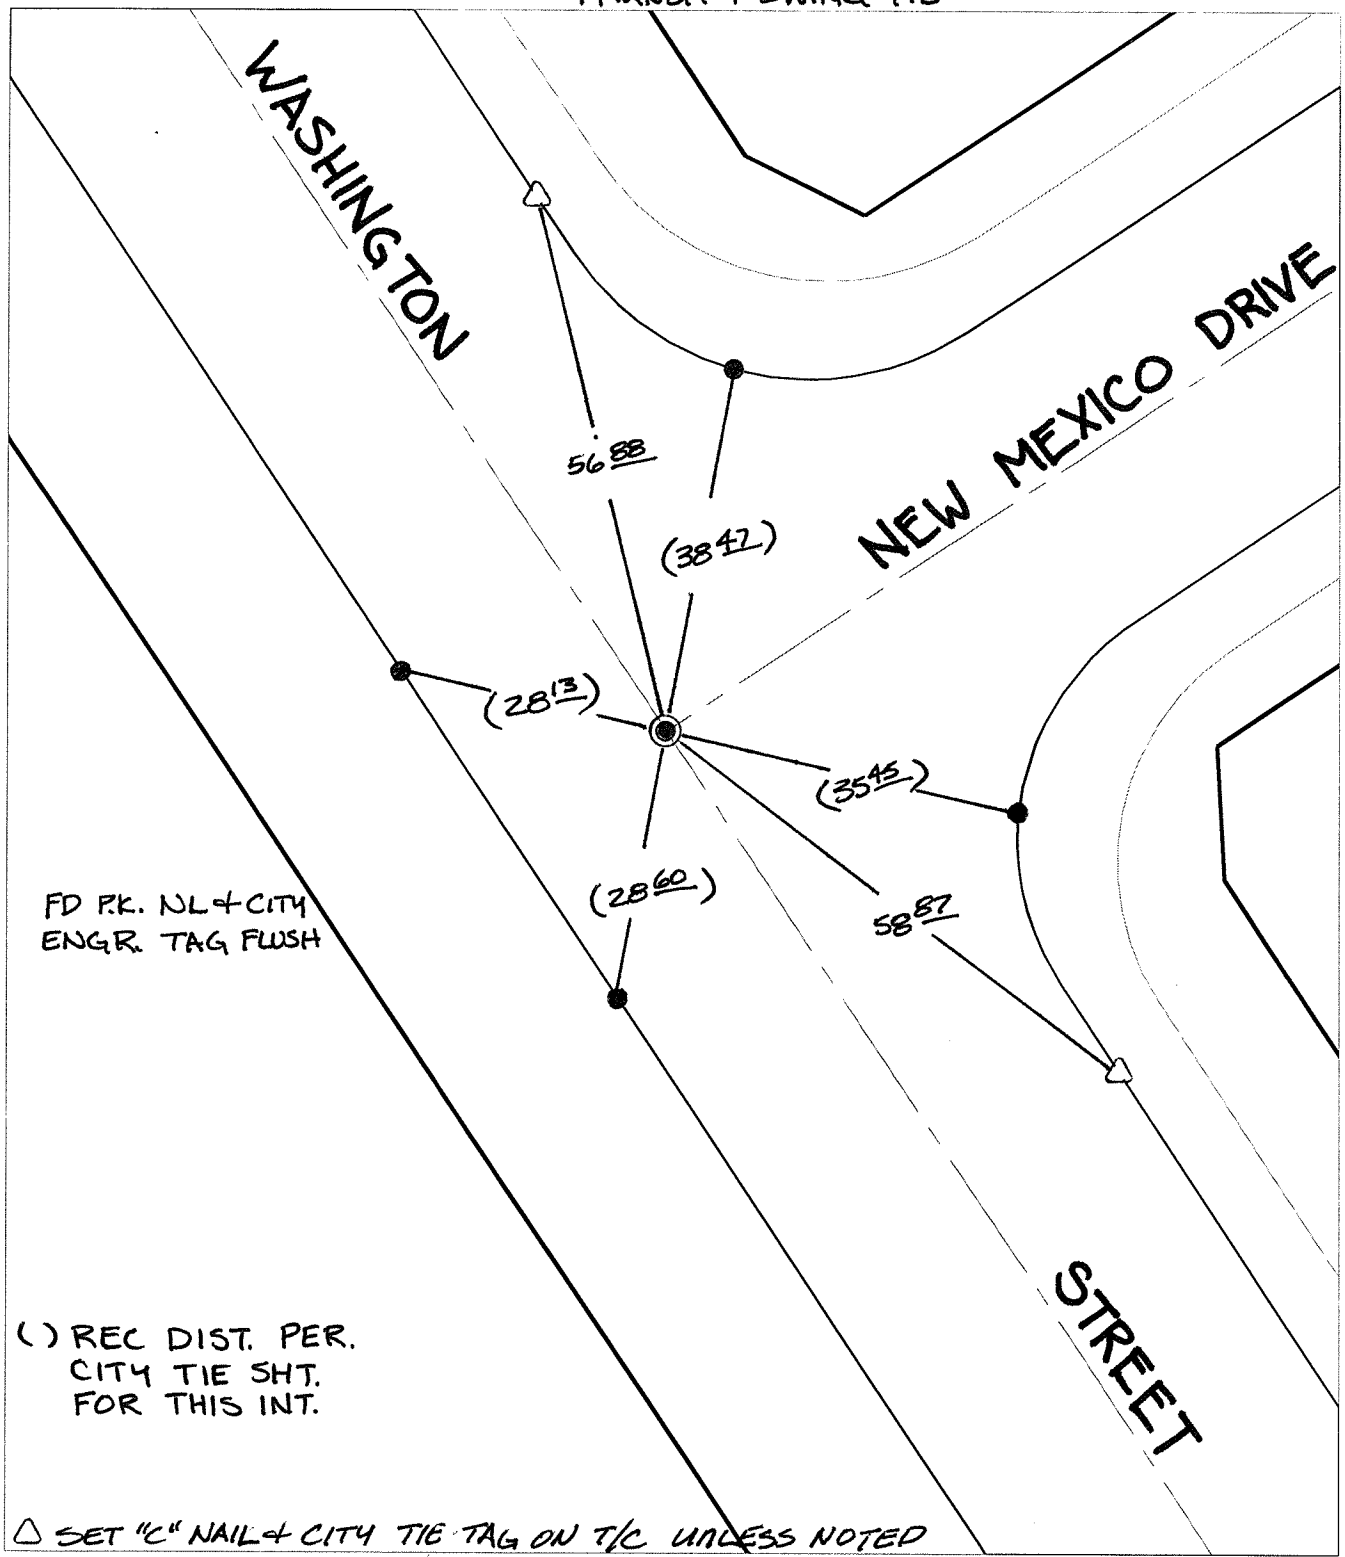 WASHINGTON
56 88
(38 47)
NEW MEXICO DRIVE
(28 13)
(35 45)
(28 60)
58 87
FD P.K. NL & CITY
ENGR. TAG FLUSH
STREET
( ) REC DIST. PER.
CITY TIE SHT.
FOR THIS INT.
△ SET "C" NAIL & CITY TIE TAG ON T/C UNLESS NOTED